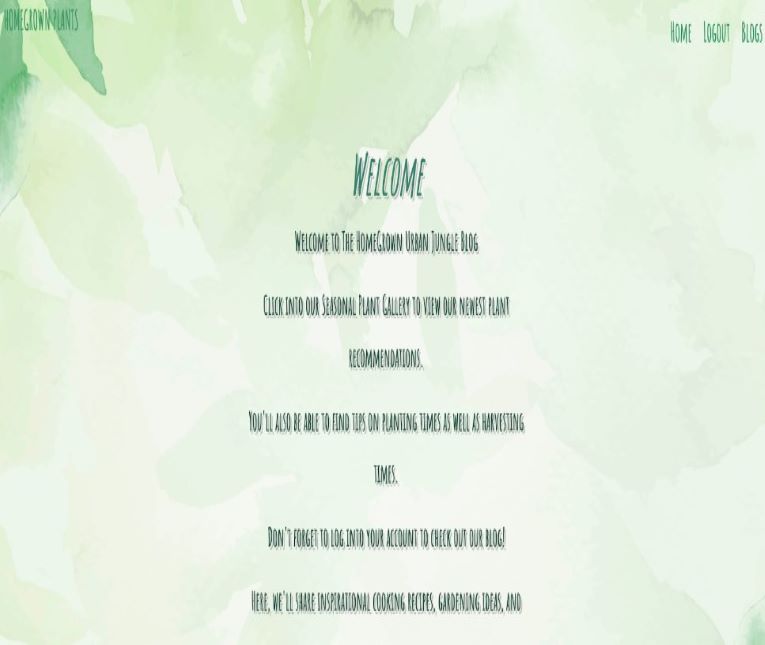 HomeGrown Plants
Home Logout Blogs
Welcome
Welcome to The HomeGrown Urban Jungle Blog
Click into our Seasonal Plant Gallery to view our newest plant
recommendations.
You'll also be able to find tips on planting times as well as harvesting
times.
Don't forget to log into your account to check out our blog!
Here, we'll share inspirational cooking recipes, gardening ideas, and